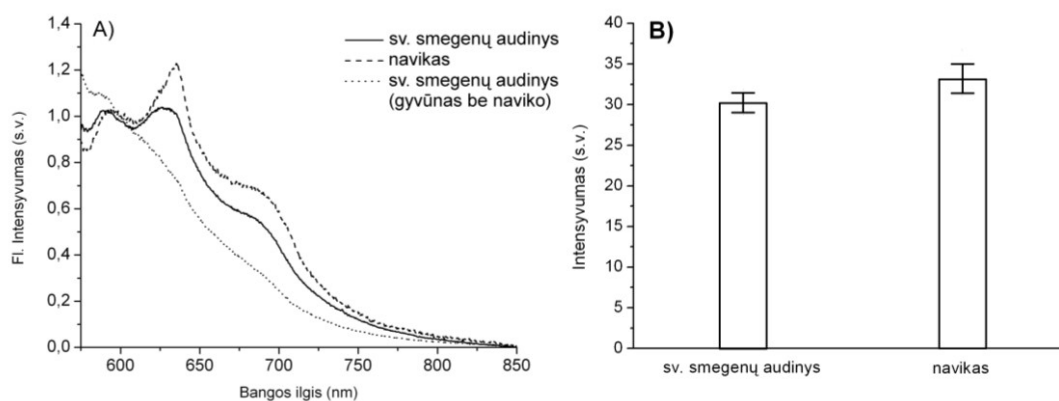 A)
sv. smegenų audinys
navikas
sv. smegenų audinys
(gyvūnas be naviko)
1,4
1,2
1,0
0,8
0,6
0,4
0,2
0,0
Fl. Intensyvumas (s.v.)
600 650 700 750 800 850
Bangos ilgis (nm)
B)
40
35
30
25
20
15
10
5
0
Intensyvumas (s.v.)
sv. smegenų audinys navikas